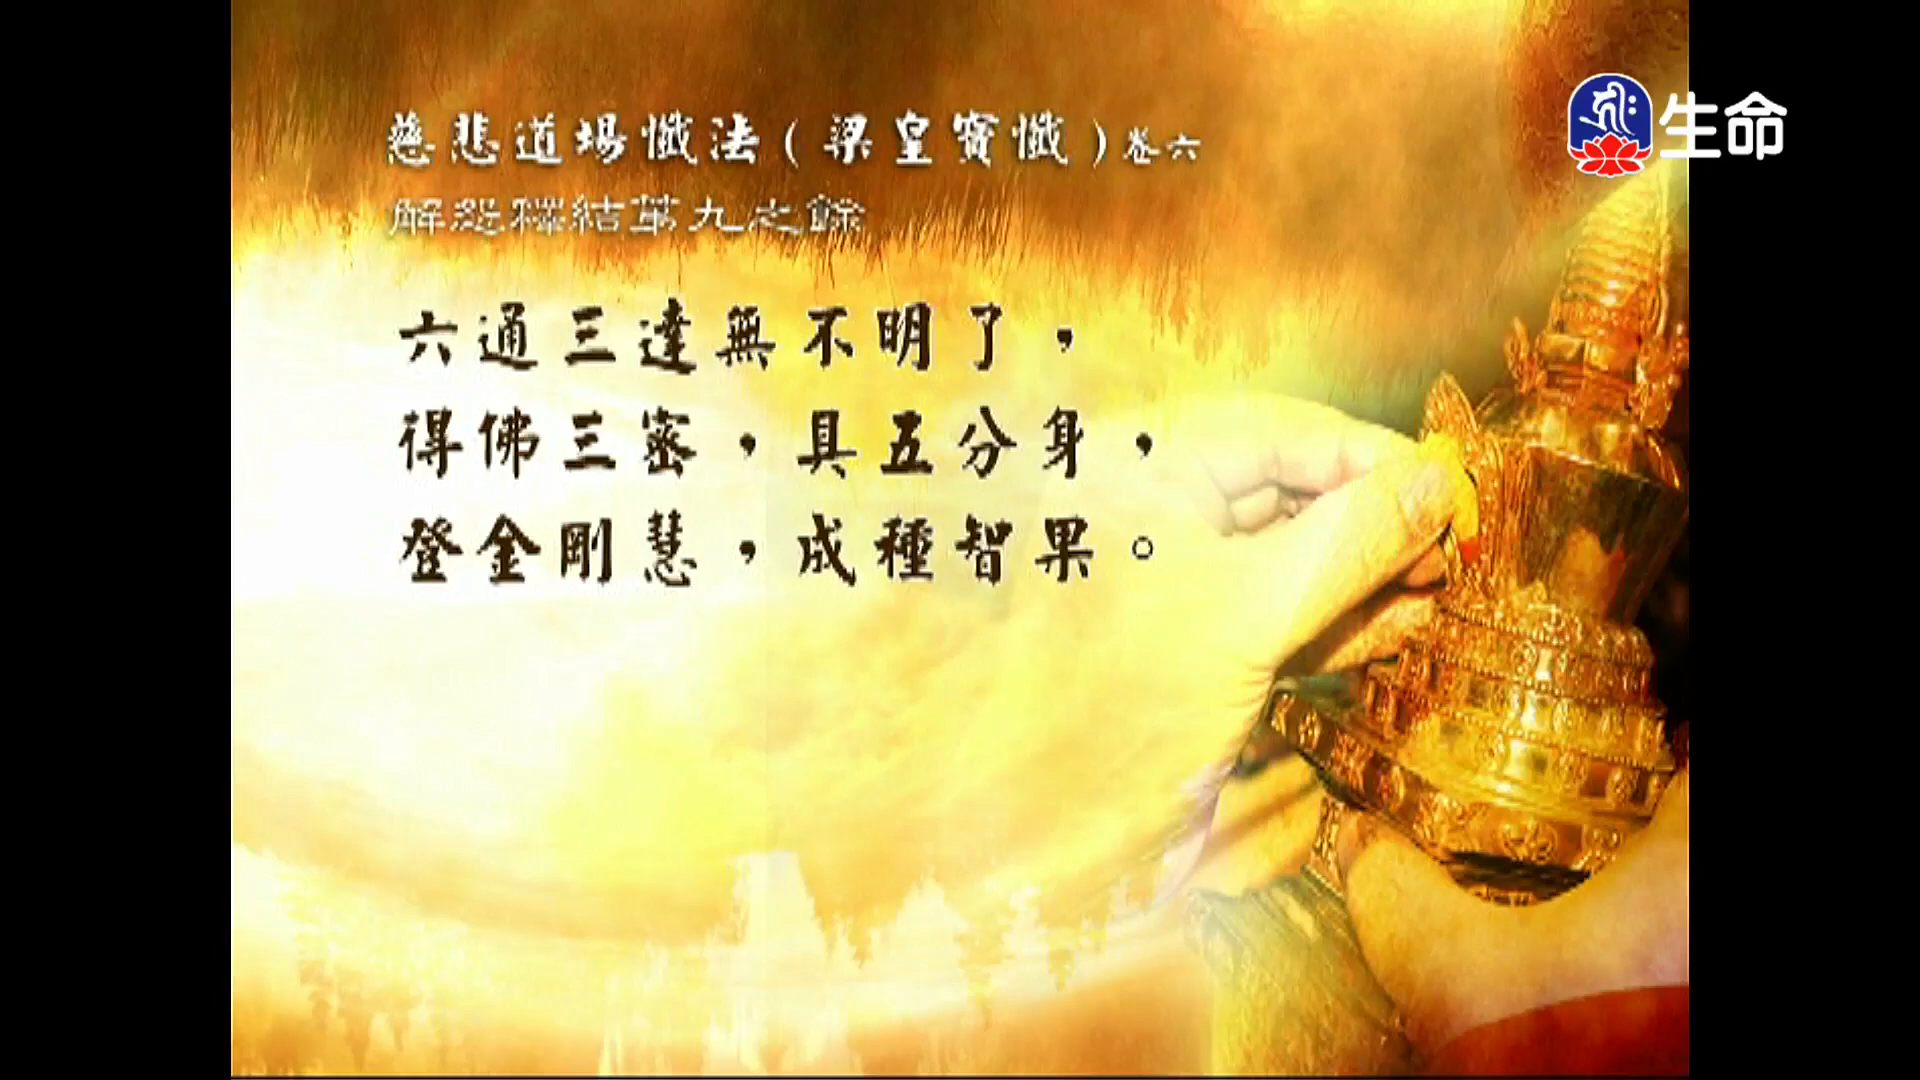 慈悲道場懺法(梁皇寶懺)卷六
解怨釋結第九之餘
六通三達無不明了，
得佛三密，具五分身，
登金剛慧，成種智果。
生命